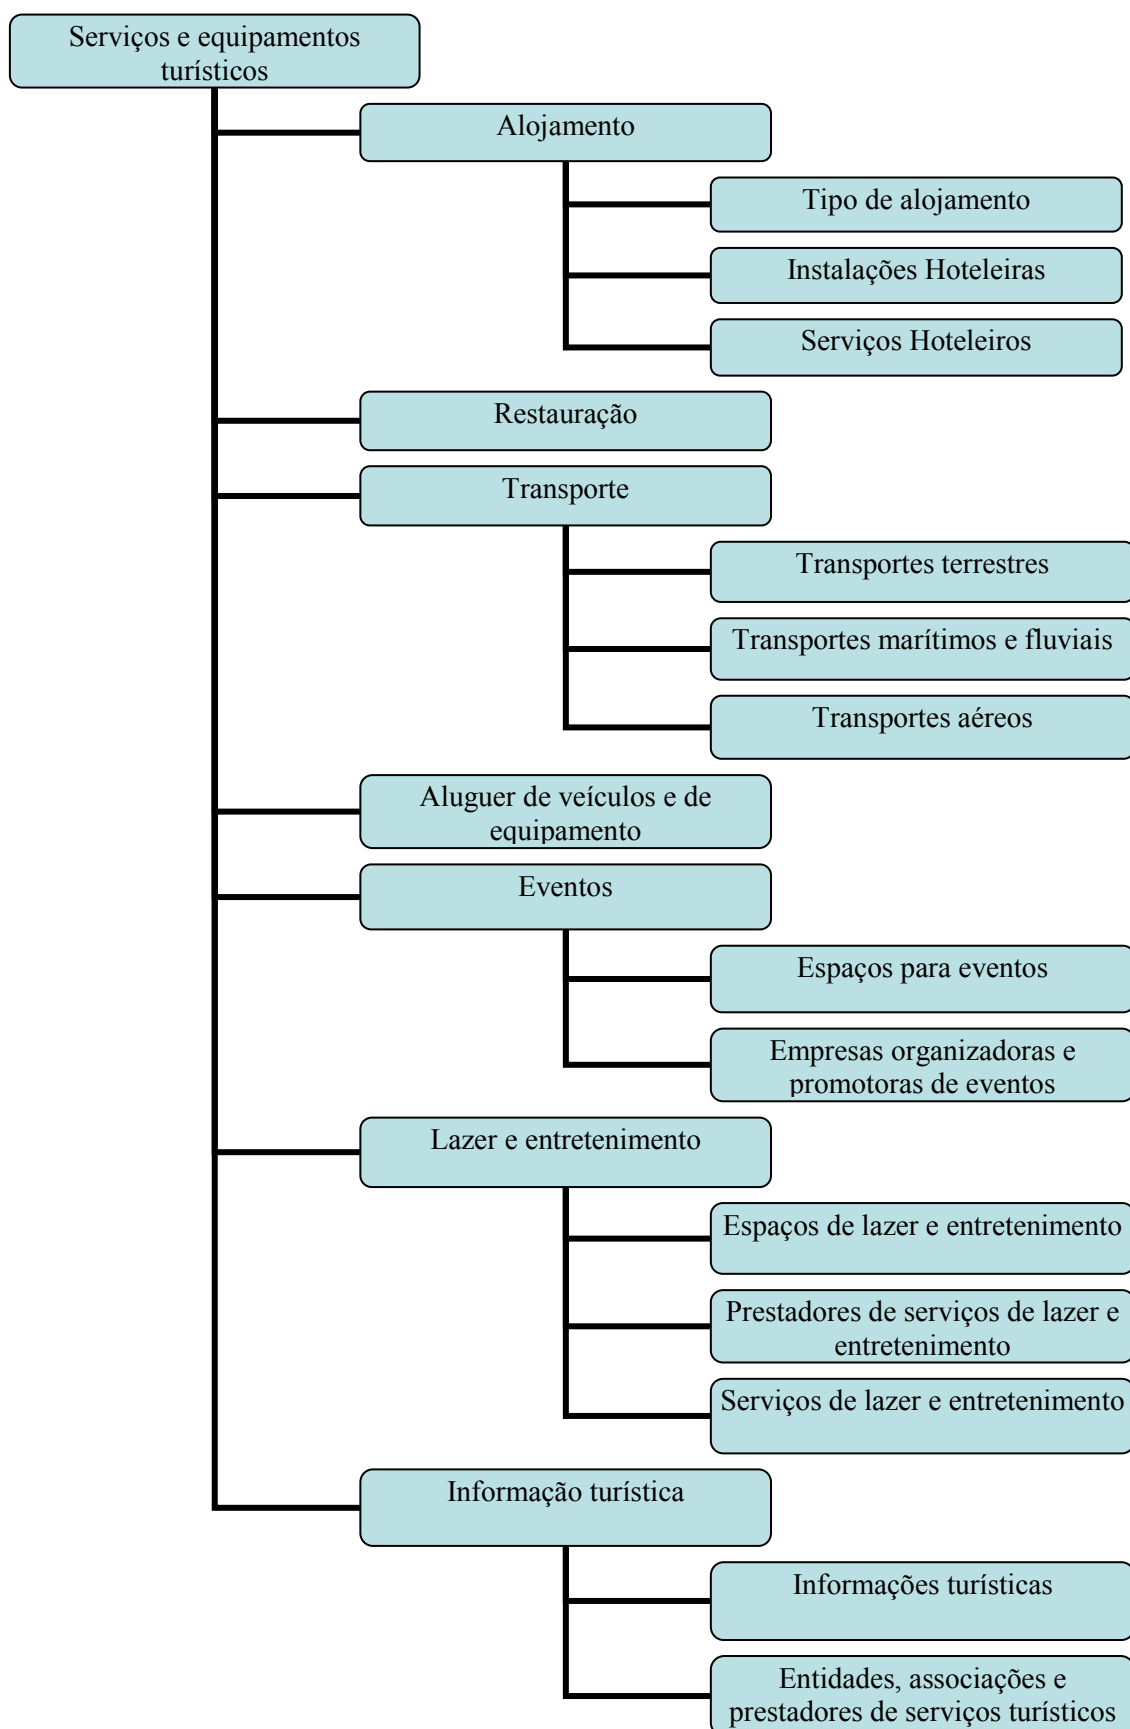 Serviços e equipamentos
turísticos
Alojamento
Tipo de alojamento
Instalações Hoteleiras
Serviços Hoteleiros
Restauração
Transporte
Transportes terrestres
Transportes marítimos e fluviais
Transportes aéreos
Aluguer de veículos e de
equipamento
Eventos
Espaços para eventos
Empresas organizadoras e
promotoras de eventos
Lazer e entretenimento
Espaços de lazer e entretenimento
Prestadores de serviços de lazer e
entretenimento
Serviços de lazer e entretenimento
Informação turística
Informações turísticas
Entidades, associações e
prestadores de serviços turísticos